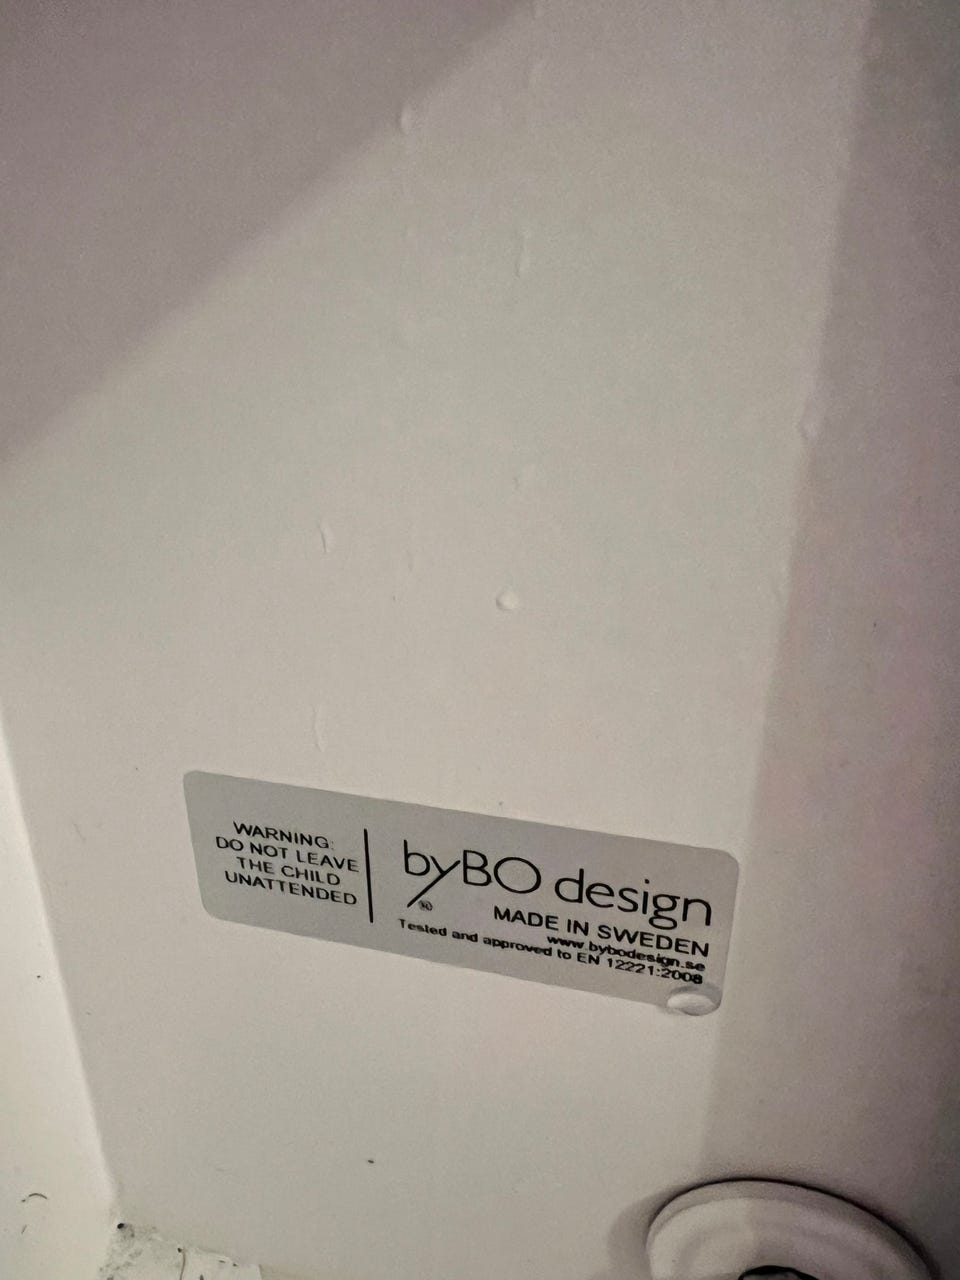 WARNING:
DO NOT LEAVE
THE CHILD
UNATTENDED
byBO design
®
MADE IN SWEDEN
www.bybodesign.se
Tested and approved to EN 12221:2008